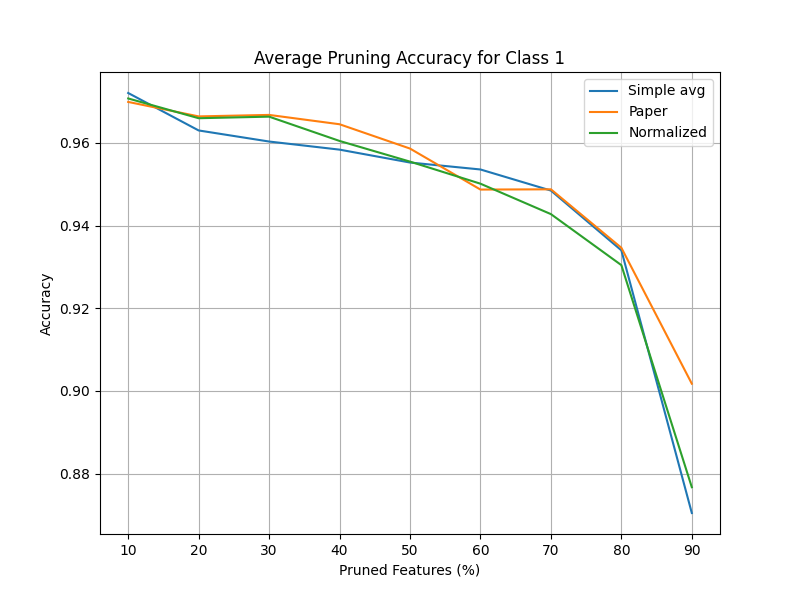 Average Pruning Accuracy for Class 1
Simple avg
Paper
Normalized
0.96
0.94
0.92
0.90
0.88
Accuracy
10 20 30 40 50 60 70 80 90
Pruned Features (%)